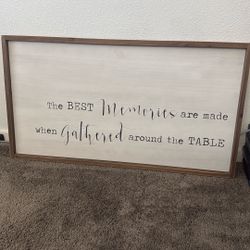 The BEST Memories are made
when Gathered around the TABLE